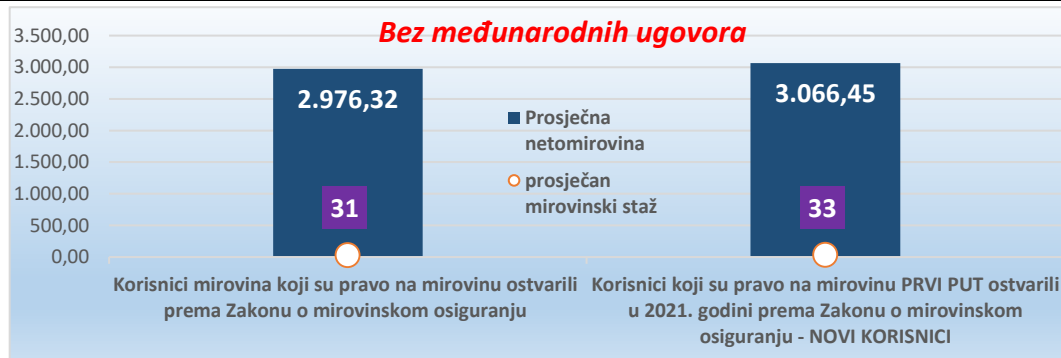 Bez međunarodnih ugovora
3.500,00
3.000,00
2.500,00
2.000,00
1.500,00
1.000,00
500,00
0,00
2.976,32
31
Prosječna
netomirovina
prosječan
mirovinski staž
3.066,45
33
Korisnici mirovina koji su pravo na mirovinu ostvarili
prema Zakonu o mirovinskom osiguranju
Korisnici koji su pravo na mirovinu PRVI PUT ostvarili
u 2021. godini prema Zakonu o mirovinskom
osiguranju - NOVI KORISNICI